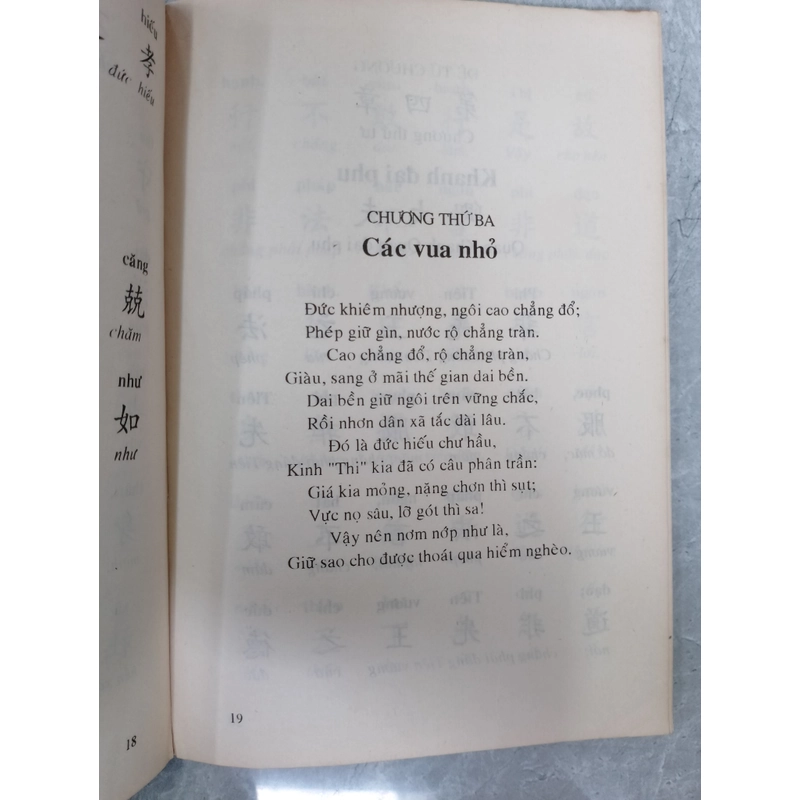 hiếu
孝
đức hiếu
căng
兢
chăm
như
如
như
18
CHƯƠNG THỨ BA
Các vua nhỏ
Đức khiêm nhượng, ngôi cao chẳng đổ;
Phép giữ gìn, nước rộ chẳng tràn.
Cao chẳng đổ, rộ chẳng tràn,
Giàu, sang ở mãi thế gian dai bền.
Dai bền giữ ngôi trên vững chắc,
Rồi nhơn dân xã tắc dài lâu.
Đó là đức hiếu chư hầu,
Kinh "Thi" kia đã có câu phân trần:
Giá kia mỏng, nặng chơn thì sụt;
Vực nọ sâu, lỡ gót thì sa!
Vậy nên nơm nớp như là,
Giữ sao cho được thoát qua hiểm nghèo.
19